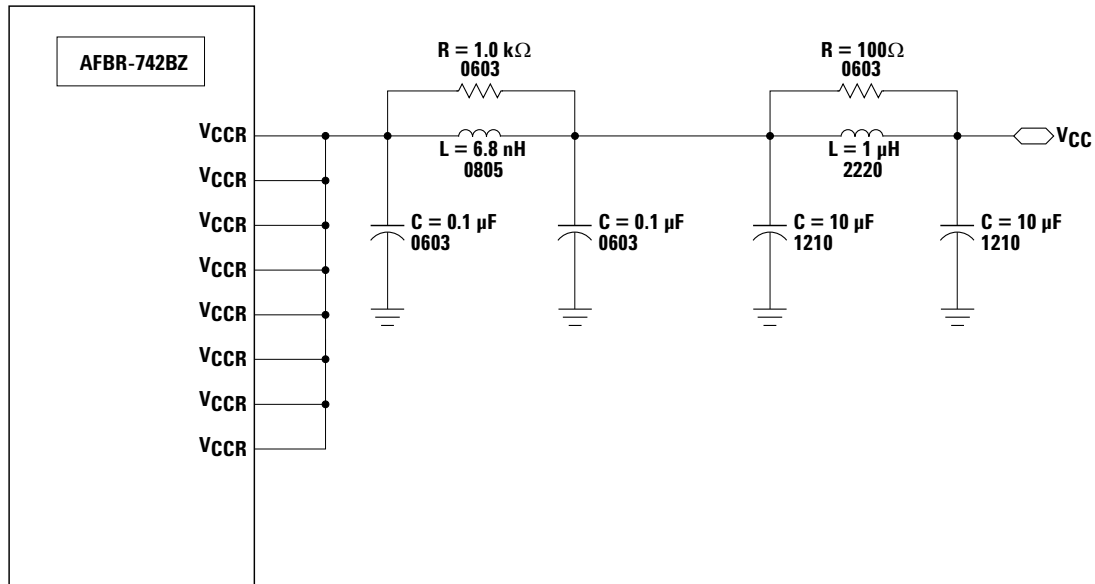 AFBR-742BZ
R = 1.0 kΩ
0603
R = 100Ω
0603
VCCR
L = 6.8 nH
0805
L = 1 µH
2220
VCC
VCCR
VCCR
C = 0.1 µF
0603
C = 0.1 µF
0603
C = 10 µF
1210
C = 10 µF
1210
VCCR
VCCR
VCCR
VCCR
VCCR